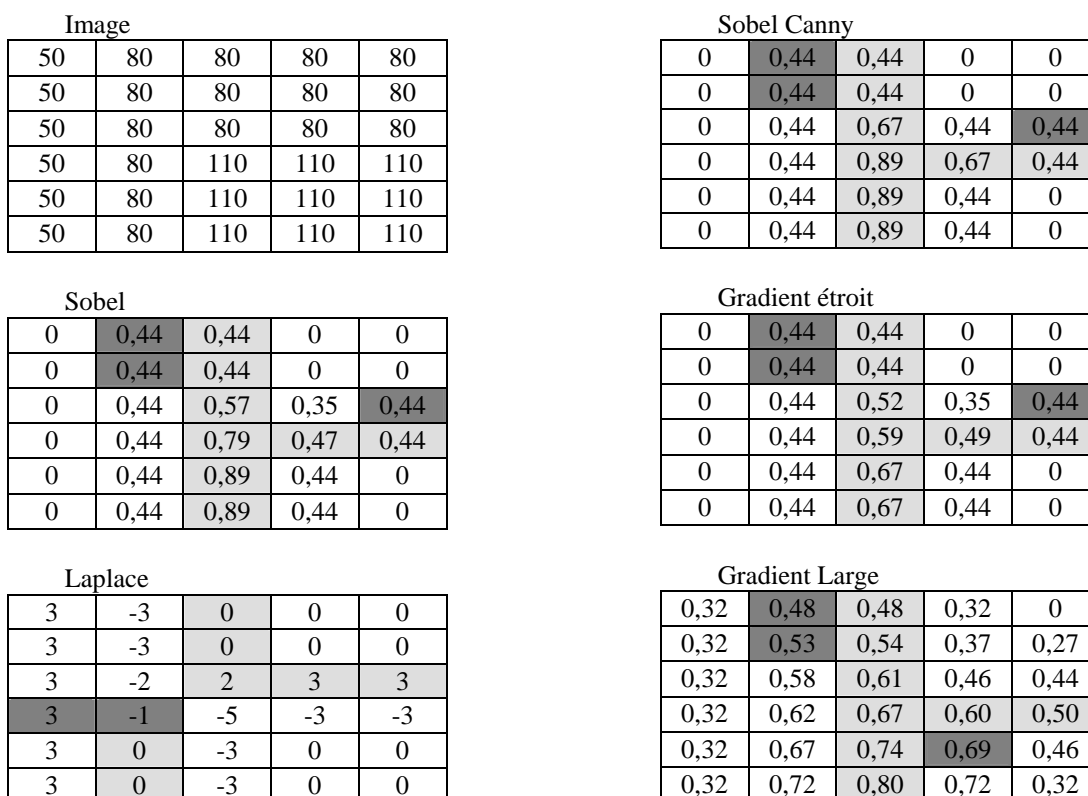 Image
50 80 80 80 80
50 80 80 80 80
50 80 80 80 80
50 80 110 110 110
50 80 110 110 110
50 80 110 110 110
Sobel Canny
0 0,44 0,44 0 0
0 0,44 0,44 0 0
0 0,44 0,67 0,44 0,44
0 0,44 0,89 0,67 0,44
0 0,44 0,89 0,44 0
0 0,44 0,89 0,44 0
Sobel
0 0,44 0,44 0 0
0 0,44 0,44 0 0
0 0,44 0,57 0,35 0,44
0 0,44 0,79 0,47 0,44
0 0,44 0,89 0,44 0
0 0,44 0,89 0,44 0
Gradient étroit
0 0,44 0,44 0 0
0 0,44 0,44 0 0
0 0,44 0,52 0,35 0,44
0 0,44 0,59 0,49 0,44
0 0,44 0,67 0,44 0
0 0,44 0,67 0,44 0
Laplace
3 -3 0 0 0
3 -3 0 0 0
3 -2 2 3 3
3 -1 -5 -3 -3
3 0 -3 0 0
3 0 -3 0 0
Gradient Large
0,32 0,48 0,48 0,32 0
0,32 0,53 0,54 0,37 0,27
0,32 0,58 0,61 0,46 0,44
0,32 0,62 0,67 0,60 0,50
0,32 0,67 0,74 0,69 0,46
0,32 0,72 0,80 0,72 0,32